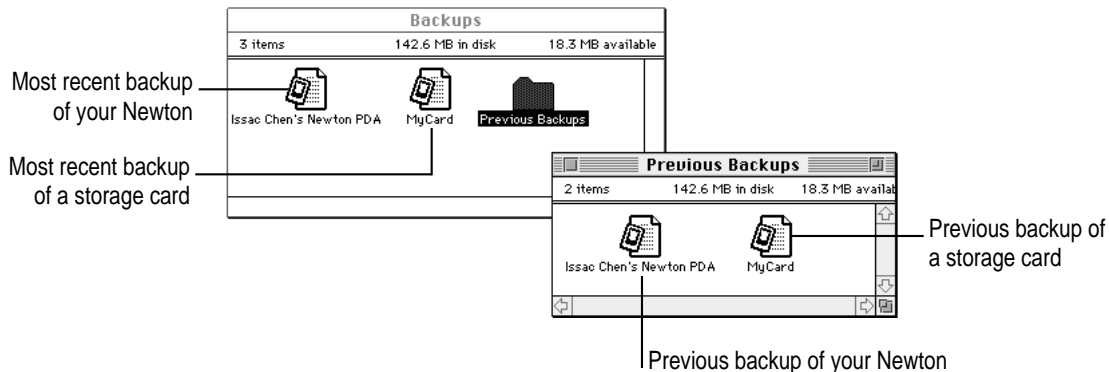 Backups
3 items 142.6 MB in disk 18.3 MB available
Most recent backup
of your Newton
Issac Chen's Newton PDA MyCard Previous Backups
Most recent backup
of a storage card
Previous Backups
2 items 142.6 MB in disk 18.3 MB availal
Issac Chen's Newton PDA MyCard
Previous backup of
a storage card
Previous backup of your Newton